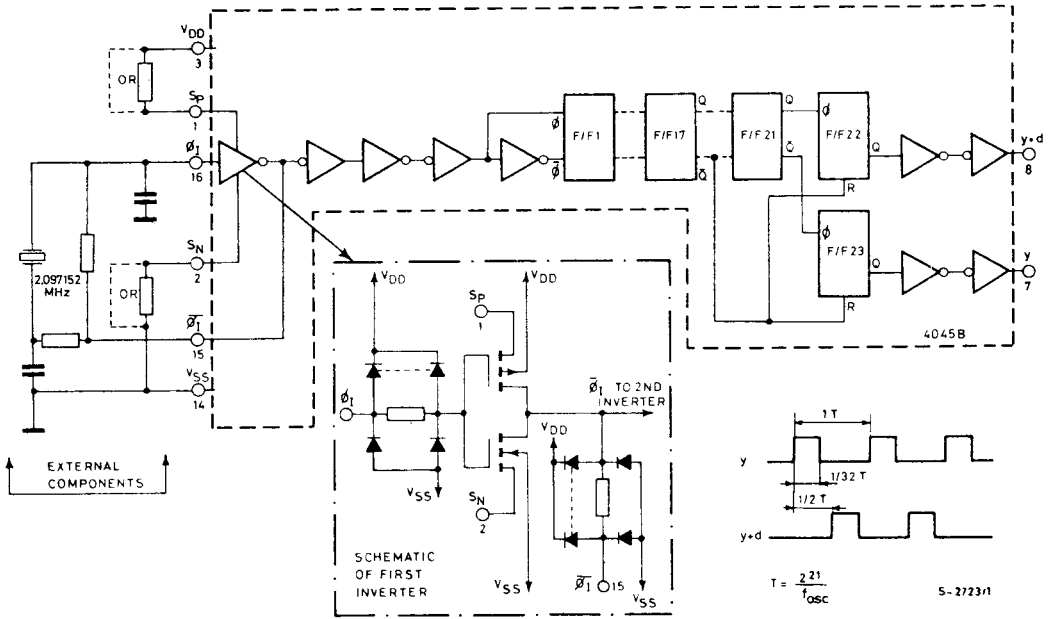 VDD
3
OR
SP
1
ØI
16
SN
2
2,097152
MHz
OR
ØI
15
VSS
14
EXTERNAL
COMPONENTS
Ø
Ø
F/F1
F/F17
Q
Q
F/F21
Q
Q
Ø
F/F22
Q
R
y+d
8
Ø
F/F23
Q
R
y
7
4045B
VDD
VDD
SP
1
ØI
ØI TO 2ND
INVERTER
VDD
VSS
SN
2
VSS
ØI 15
VSS
SCHEMATIC
OF FIRST
INVERTER
1T
y
1/32 T
1/2 T
y+d
T = 2^21 / fosc
S-2723/1